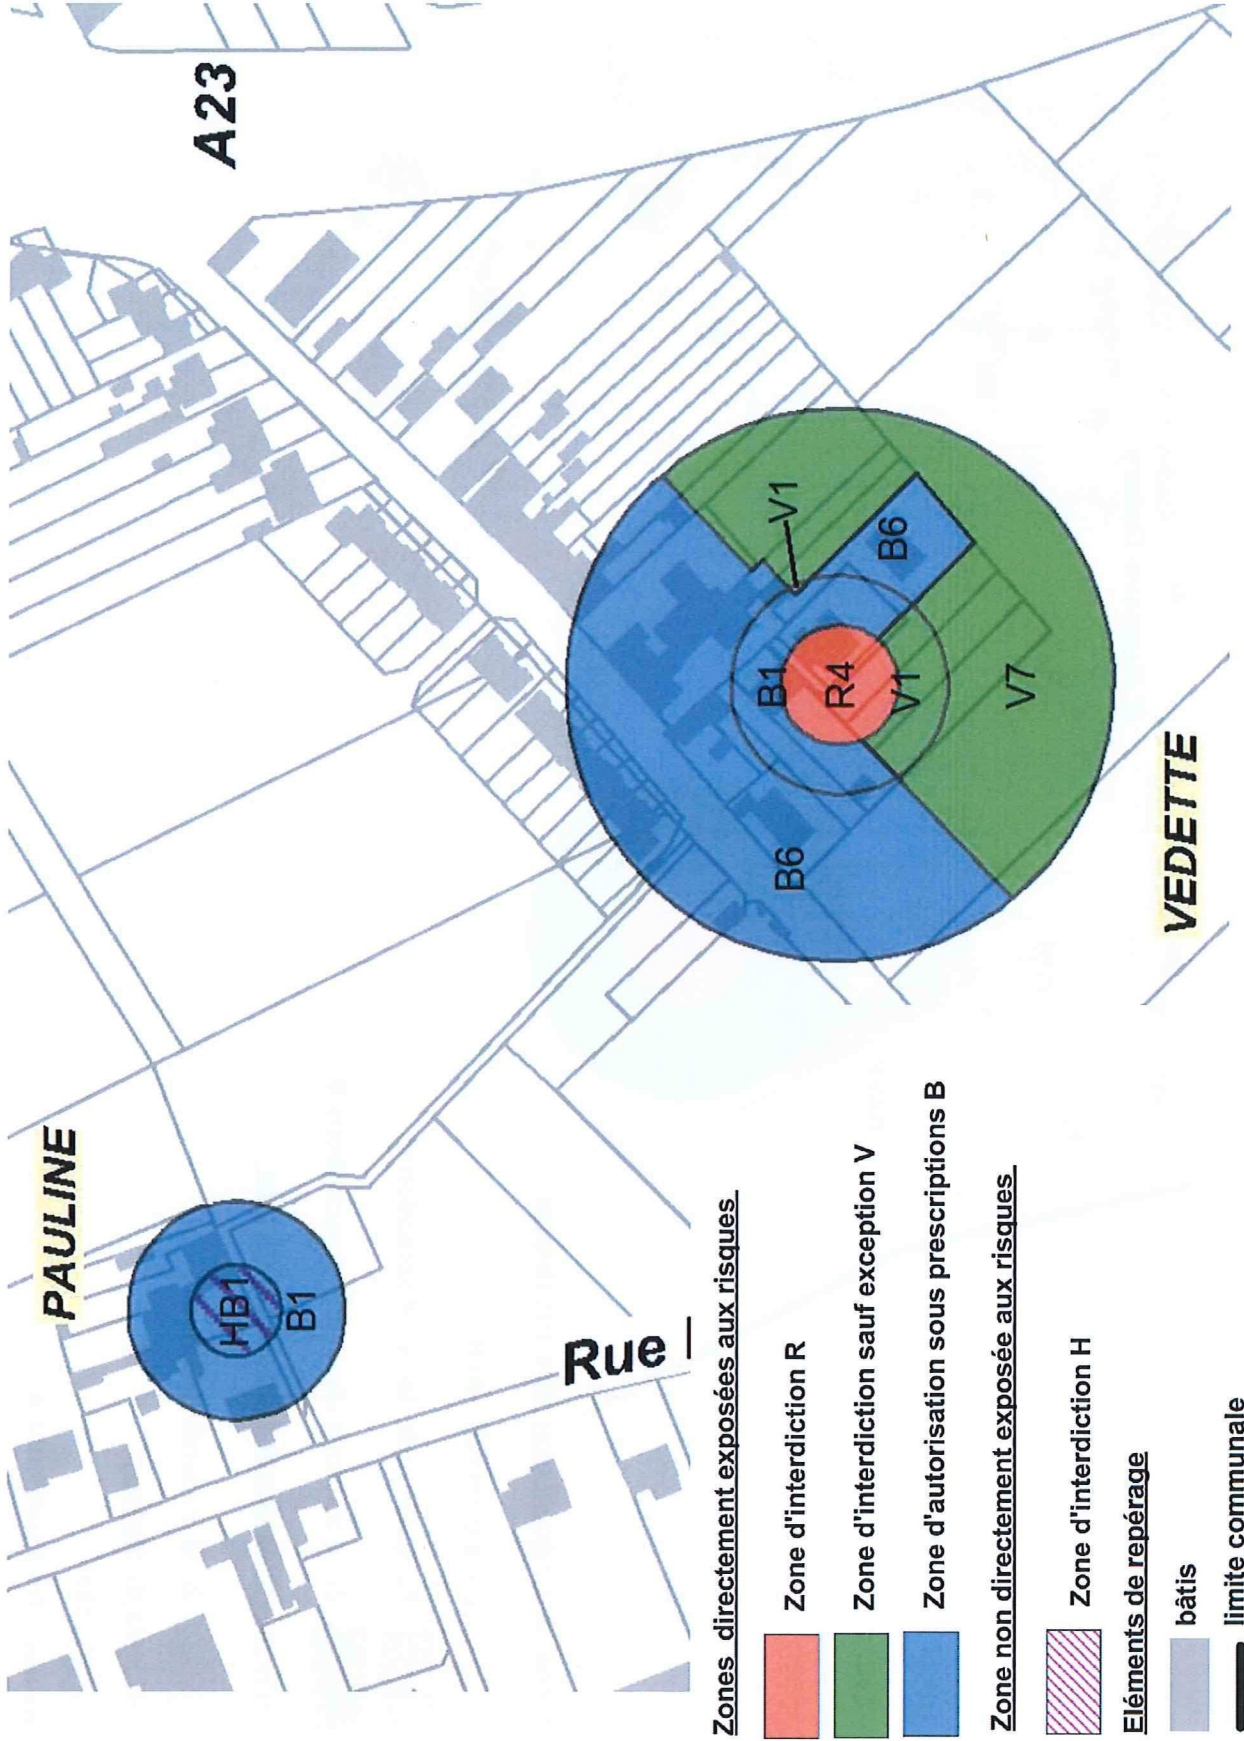 A23
PAULINE
HB1
B1
Rue
V1
B6
B1
R4
V1
B6
V7
VEDETTE
Zones directement exposées aux risques
Zone d'interdiction R
Zone d'interdiction sauf exception V
Zone d'autorisation sous prescriptions B
Zone non directement exposée aux risques
Zone d'interdiction H
Eléments de repérage
bâtis
limite communale